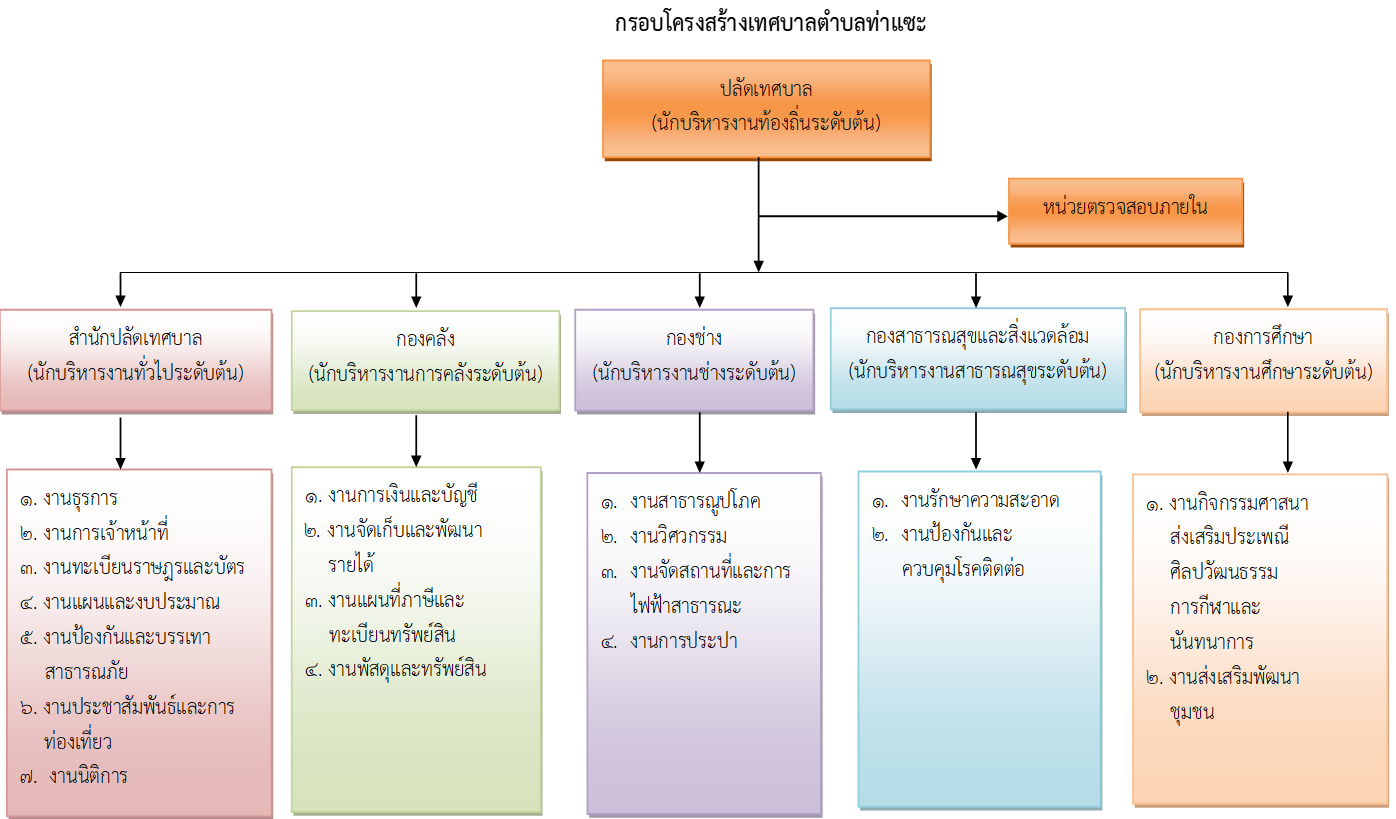 กรอบโครงสร้างเทศบาลตำบลท่าแซะ
ปลัดเทศบาล
(นักบริหารงานท้องถิ่นระดับต้น)
หน่วยตรวจสอบภายใน
สำนักปลัดเทศบาล
(นักบริหารงานทั่วไประดับต้น)
กองคลัง
(นักบริหารงานการคลังระดับต้น)
กองช่าง
(นักบริหารงานช่างระดับต้น)
กองสาธารณสุขและสิ่งแวดล้อม
(นักบริหารงานสาธารณสุขระดับต้น)
กองการศึกษา
(นักบริหารงานศึกษาระดับต้น)
๑. งานธุรการ
๒. งานการเจ้าหน้าที่
๓. งานทะเบียนราษฎรและบัตร
๔. งานแผนและงบประมาณ
๕. งานป้องกันและบรรเทา
สาธารณภัย
๖. งานประชาสัมพันธ์และการ
ท่องเที่ยว
๗. งานนิติการ
๑. งานการเงินและบัญชี
๒. งานจัดเก็บและพัฒนา
รายได้
๓. งานแผนที่ภาษีและ
ทะเบียนทรัพย์สิน
๔. งานพัสดุและทรัพย์สิน
๑. งานสาธารณูปโภค
๒. งานวิศวกรรม
๓. งานจัดสถานที่และการ
ไฟฟ้าสาธารณะ
๔. งานการประปา
๑. งานรักษาความสะอาด
๒. งานป้องกันและ
ควบคุมโรคติดต่อ
๑. งานกิจกรรมศาสนา
ส่งเสริมประเพณี
ศิลปวัฒนธรรม
การกีฬาและ
นันทนาการ
๒. งานส่งเสริมพัฒนา
ชุมชน